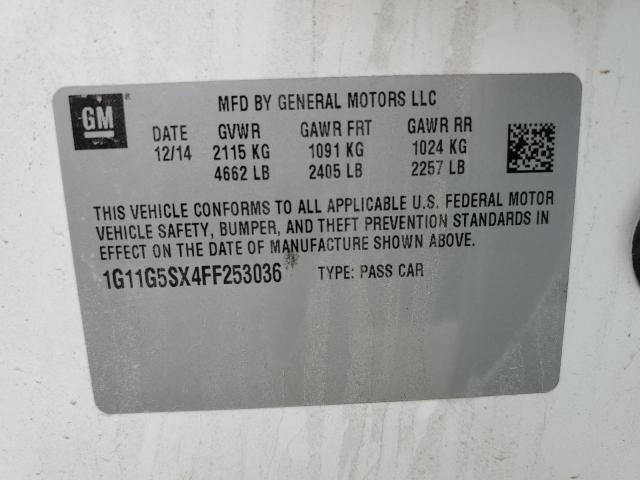 GM
MFD BY GENERAL MOTORS LLC
DATE GVWR GAWR FRT GAWR RR
12/14 2115 KG 1091 KG 1024 KG
4662 LB 2405 LB 2257 LB
THIS VEHICLE CONFORMS TO ALL APPLICABLE U.S. FEDERAL MOTOR
VEHICLE SAFETY, BUMPER, AND THEFT PREVENTION STANDARDS IN
EFFECT ON THE DATE OF MANUFACTURE SHOWN ABOVE.
1G11G5SX4FF253036 TYPE: PASS CAR